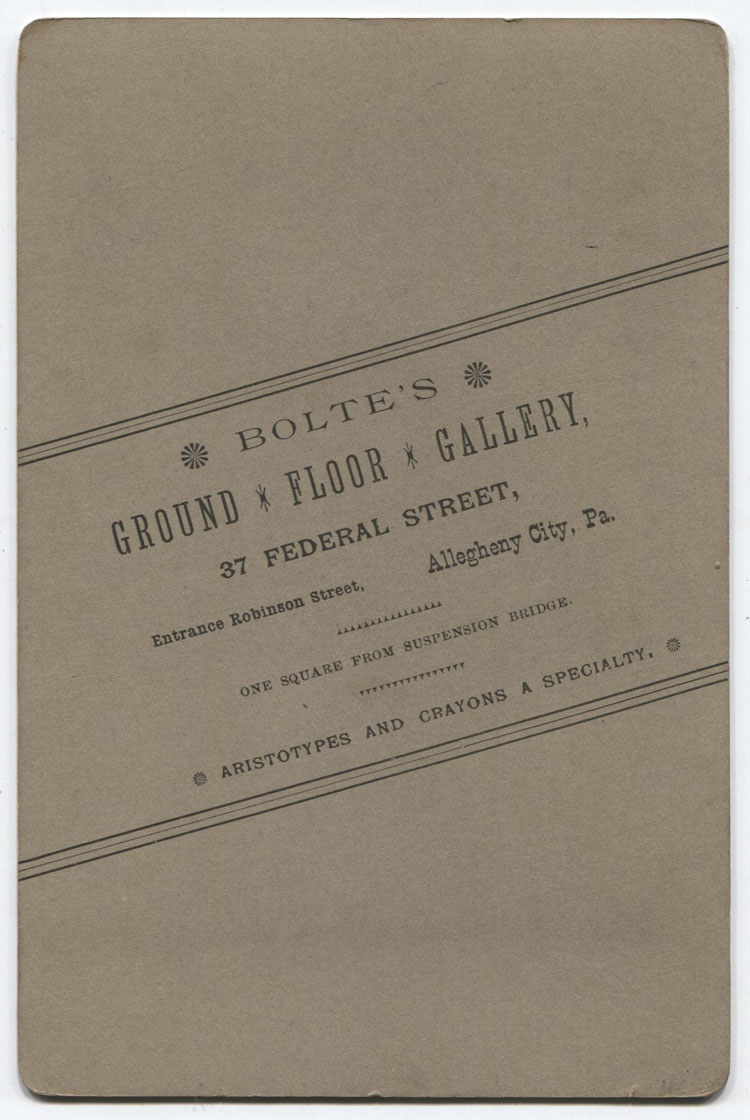 BOLTE'S
GROUND FLOOR GALLERY,
37 FEDERAL STREET,
Entrance Robinson Street, Allegheny City, Pa.
ONE SQUARE FROM SUSPENSION BRIDGE.
ARISTOTYPES AND CRAYONS A SPECIALTY.